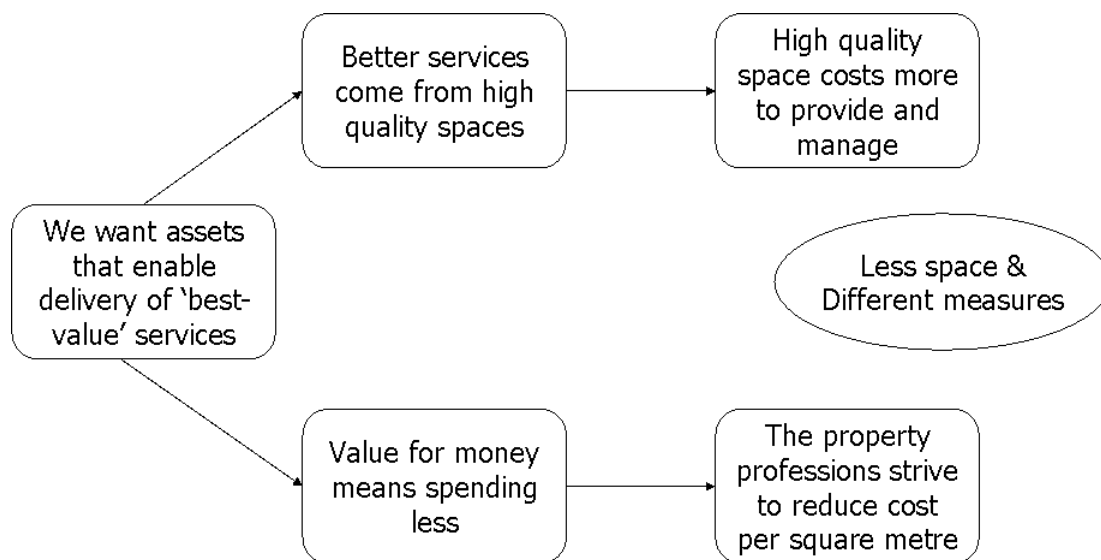 Better services
come from high
quality spaces
High quality
space costs more
to provide and
manage
We want assets
that enable
delivery of ‘best-
value’ services
Less space &
Different measures
Value for money
means spending
less
The property
professions strive
to reduce cost
per square metre